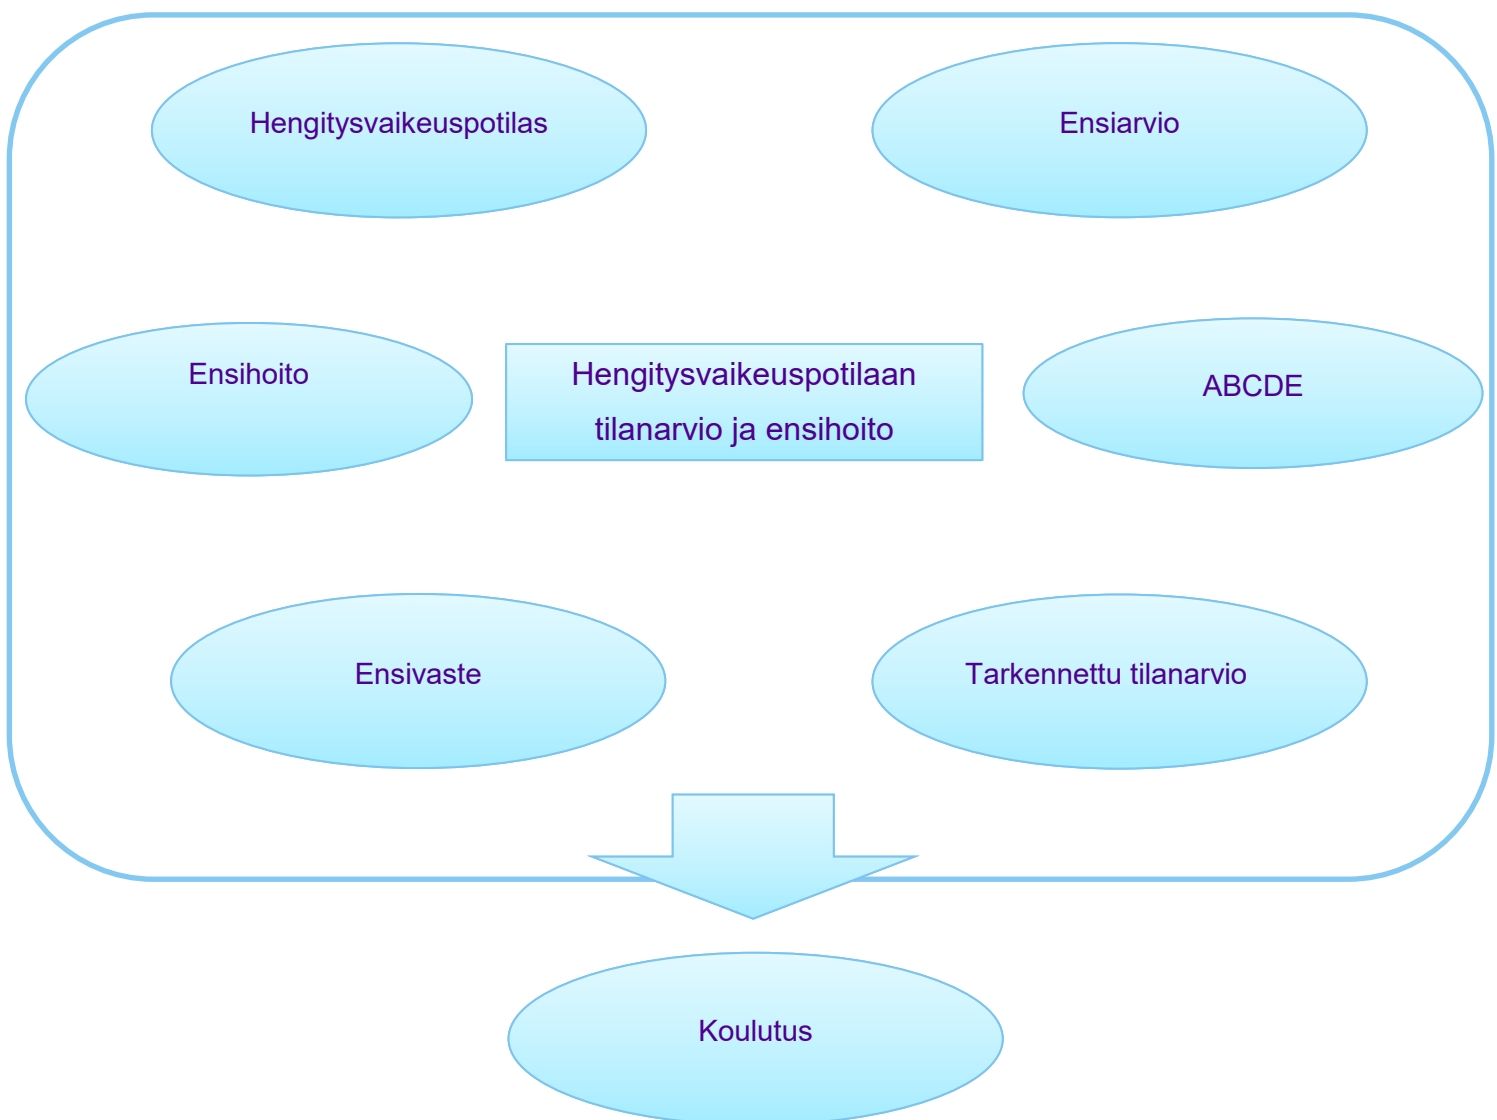 Hengitysvaikeuspotilas
Ensiarvio
Ensihoito
Hengitysvaikeuspotilaan
tilanarvio ja ensihoito
ABCDE
Ensivaste
Tarkennettu tilanarvio
Koulutus